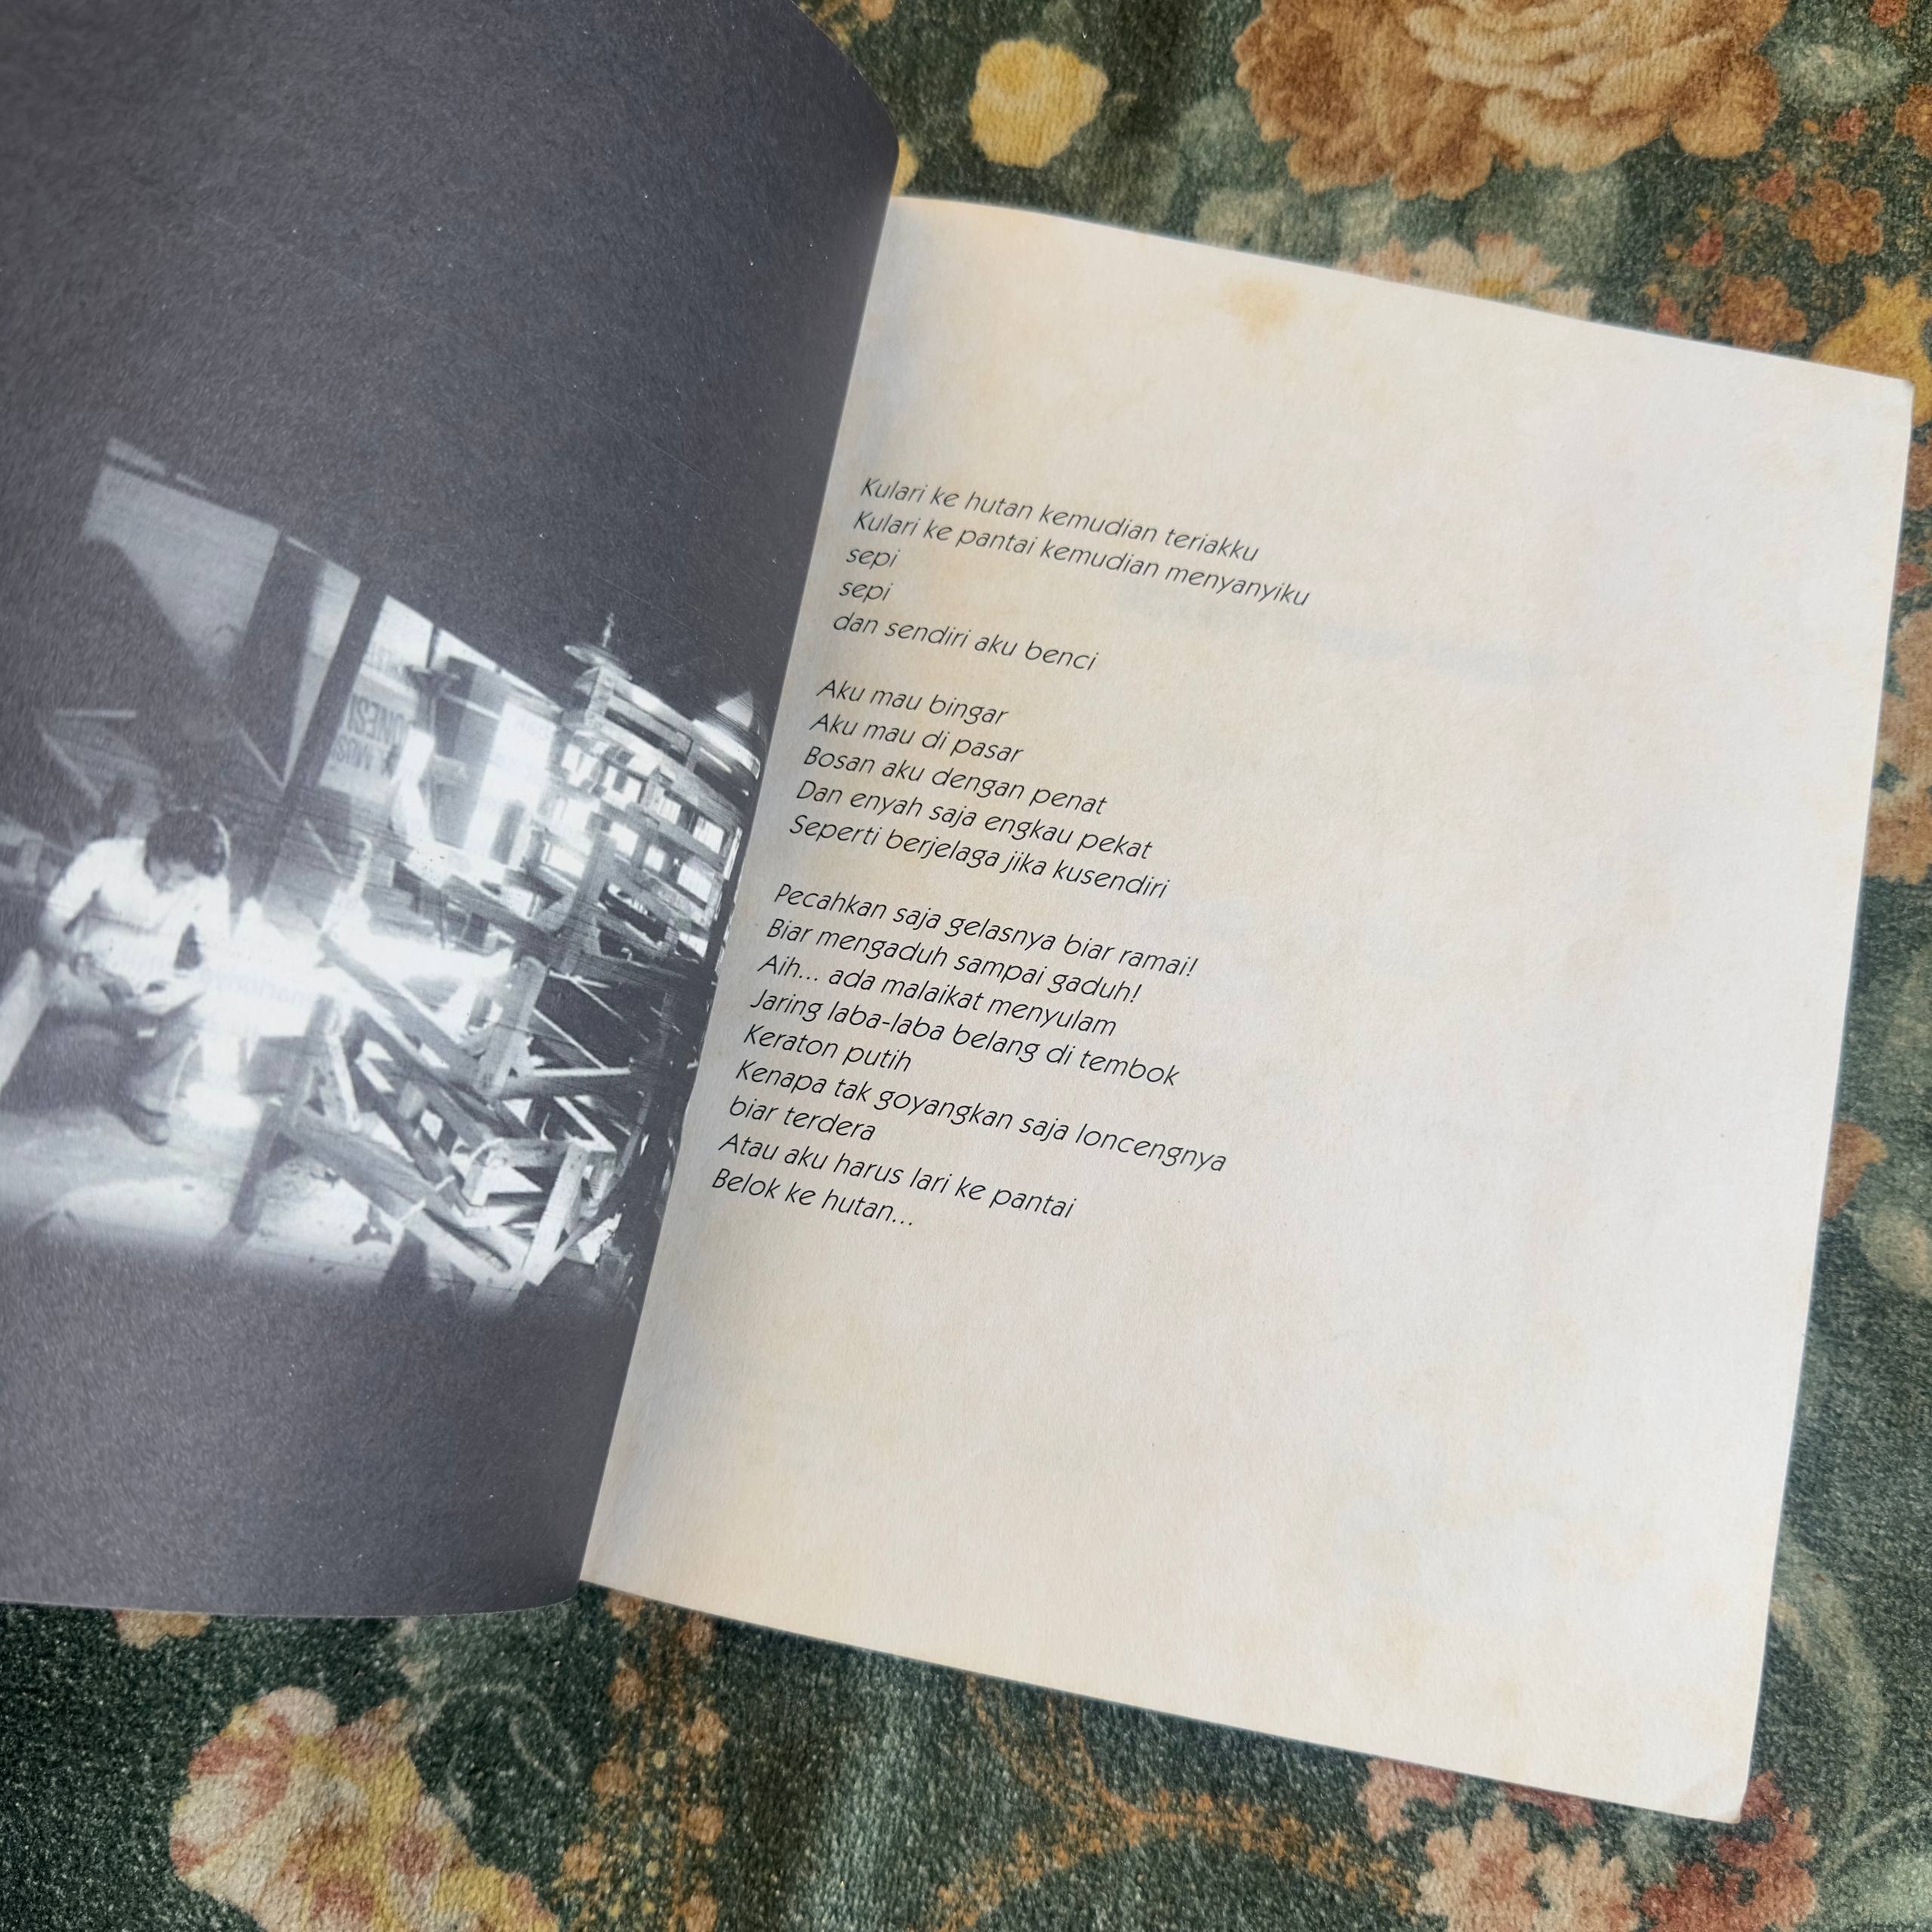 Kulari ke hutan kemudian teriakku
Kulari ke pantai kemudian menyanyiku
sepi
sepi
dan sendiri aku benci
Aku mau bingar
Aku mau di pasar
Bosan aku dengan penat
Dan enyah saja engkau pekat
Seperti berjelaga jika kusendiri
Pecahkan saja gelasnya biar ramai!
Biar mengaduh sampai gaduh!
Aih... ada malaikat menyulam
Jaring laba-laba belang di tembok
Keraton putih
Kenapa tak goyangkan saja loncengnya
biar terdera
Atau aku harus lari ke pantai
Belok ke hutan...